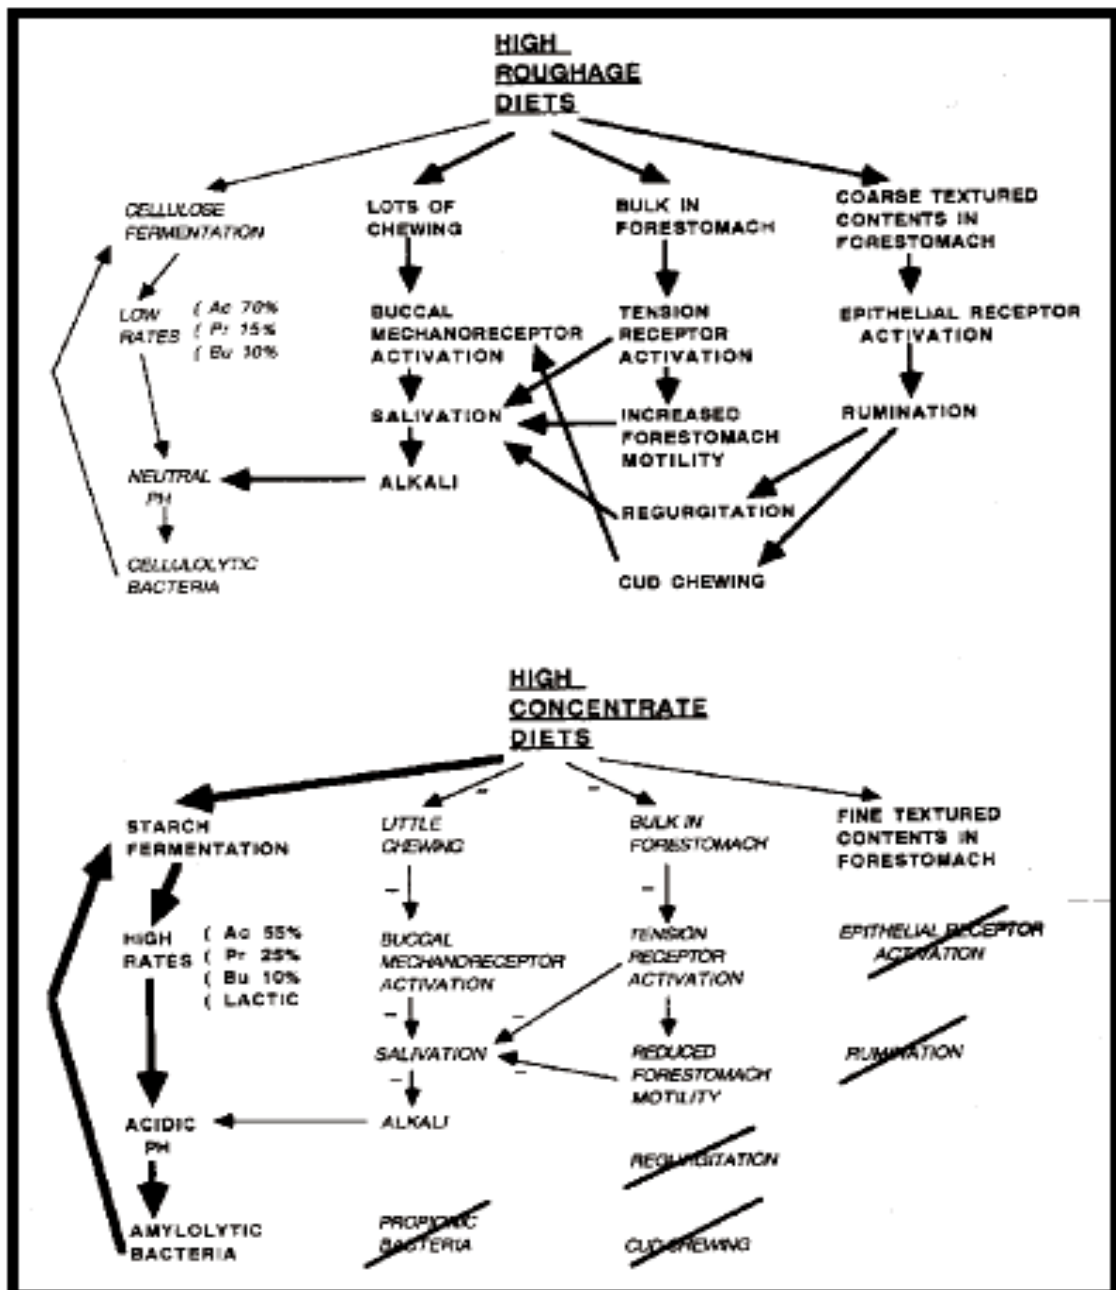 HIGH
ROUGHAGE
DIETS
CELLULOSE
FERMENTATION
LOTS OF
CHEWING
BULK IN
FORESTOMACH
COARSE TEXTURED
CONTENTS IN
FORESTOMACH
LOW
RATES
( Ac 70%
( Pr 15%
( Bu 10%
BUCCAL
MECHANORECEPTOR
ACTIVATION
TENSION
RECEPTOR
ACTIVATION
EPITHELIAL RECEPTOR
ACTIVATION
SALIVATION
INCREASED
FORESTOMACH
MOTILITY
RUMINATION
NEUTRAL
PH
ALKALI
REGURGITATION
CELLULOLYTIC
BACTERIA
CUD CHEWING
HIGH
CONCENTRATE
DIETS
STARCH
FERMENTATION
LITTLE
CHEWING
BULK IN
FORESTOMACH
FINE TEXTURED
CONTENTS IN
FORESTOMACH
HIGH
RATES
( Ac 55%
( Pr 25%
( Bu 10%
( LACTIC
BUCCAL
MECHANORECEPTOR
ACTIVATION
TENSION
RECEPTOR
ACTIVATION
EPITHELIAL RECEPTOR
ACTIVATION
SALIVATION
REDUCED
FORESTOMACH
MOTILITY
RUMINATION
ACIDIC
PH
ALKALI
REGURGITATION
AMYLOLYTIC
BACTERIA
PROPIONIC
BACTERIA
CUD CHEWING